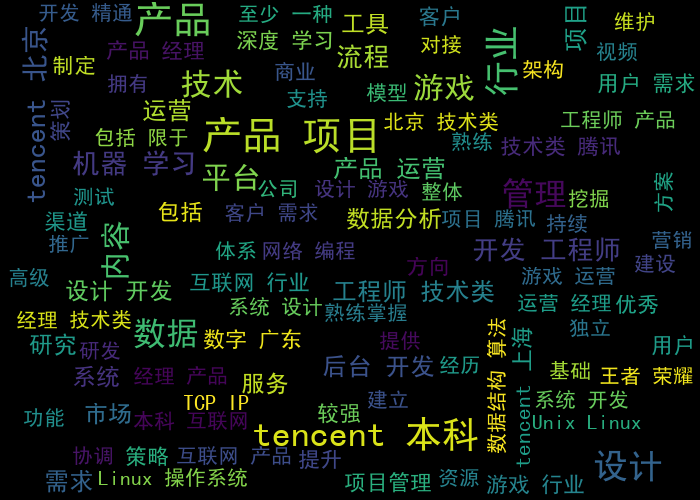 开发 精通
产品
至少 一种
工具
客户
项目
维护
tencent 北京
制定
产品 经理
深度 学习
流程
对接
行业
架构
视频
拥有
技术
商业
模型
游戏
用户 需求
支持
策划
运营
包括 限于
产品 项目
北京 技术类
工程师 产品
熟练
技术类 腾讯
机器 学习
平台
产品 运营
公司
设计 游戏
整体
管理
挖掘
方案
测试
渠道
包括
客户 需求
数据分析
项目 腾讯
持续
推广
内容
体系
网络 编程
开发 工程师
营销
建设
方向
高级
设计 开发
互联网 行业
工程师 技术类
游戏 运营
运营 经理
优秀
系统 设计
熟练掌握
经理 技术类
数据
数字 广东
提供
数据结构 算法
tencent 上海
独立
研究
研发
用户
系统
经理 产品
服务
后台 开发
经历
基础
王者 荣耀
TCP IP
建立
系统 开发
功能
市场
本科 互联网
较强
tencent 本科
Unix Linux
协调
策略
互联网 产品
提升
设计
需求
Linux 操作系统
项目管理
资源
游戏 行业